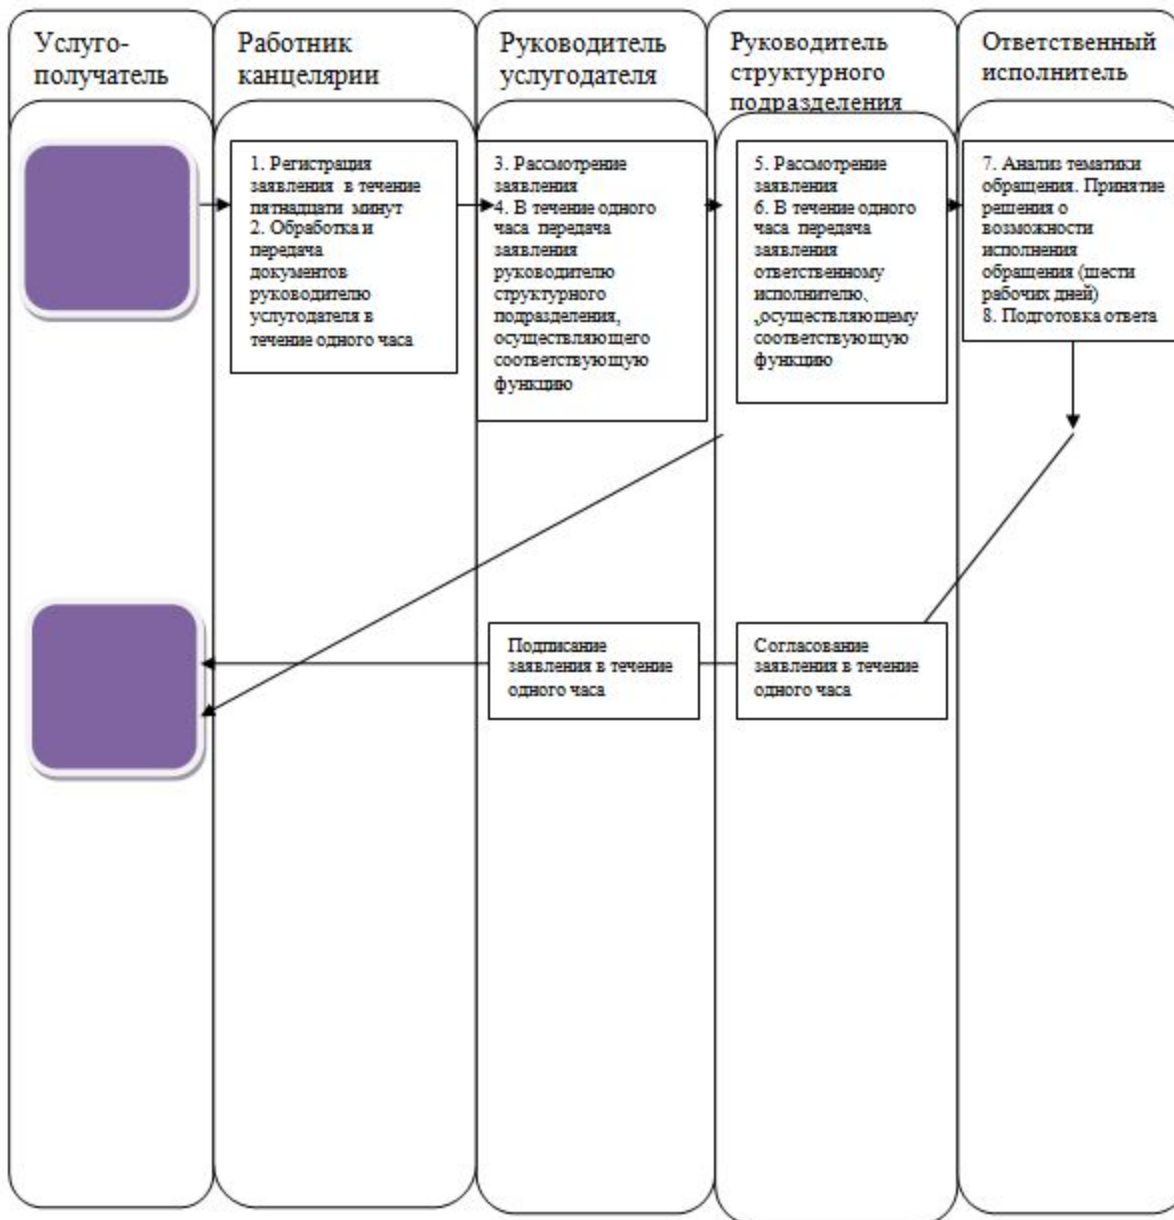 Услуго-
получатель
Работник
канцелярии
Руководитель
услугодателя
Руководитель
структурного
подразделения
Ответственный
исполнитель
1. Регистрация
заявления в течение
пятнадцати минут
2. Обработка и
передача
документов
руководителю
услугодателя в
течение одного часа
3. Рассмотрение
заявления
4. В течение одного
часа передача
заявления
руководителю
структурного
подразделения,
осуществляющего
соответствующую
функцию
5. Рассмотрение
заявления
6. В течение одного
часа передача
заявления
ответственному
исполнителю,
,осуществляющему
соответствующую
функцию
7. Анализ тематики
обращения. Принятие
решения о
возможности
исполнения
обращения (шести
рабочих дней)
8. Подготовка ответа
Подписание
заявления в течение
одного часа
Согласование
заявления в течение
одного часа